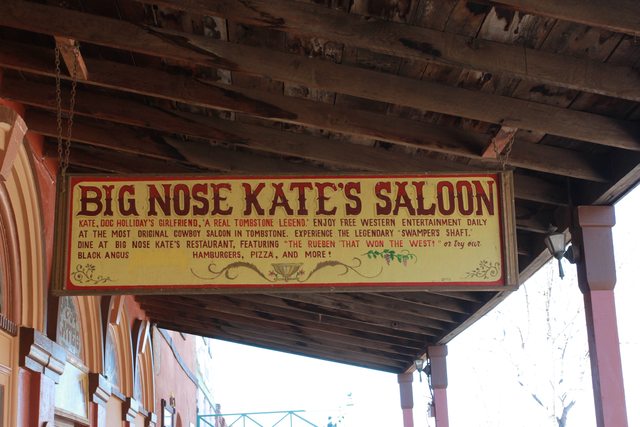 BIG NOSE KATE'S SALOON
KATE, DOC HOLLIDAY'S GIRLFRIEND, 'A REAL TOMBSTONE LEGEND.' ENJOY FREE WESTERN ENTERTAINMENT DAILY
AT THE MOST ORIGINAL COWBOY SALOON IN TOMBSTONE. EXPERIENCE THE LEGENDARY 'SWAMPER'S SHAFT.'
DINE AT BIG NOSE KATE'S RESTAURANT, FEATURING "THE RUEBEN 'THAT WON THE WEST!" or try our
BLACK ANGUS HAMBURGERS, PIZZA, AND MORE!